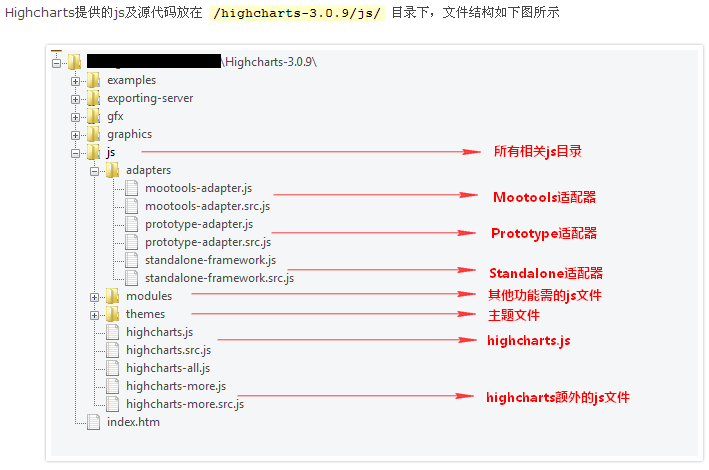 Highcharts提供的js及源代码放在 /highcharts-3.0.9/js/ 目录下，文件结构如下图所示
\Highcharts-3.0.9\
examples
exporting-server
gfx
graphics
js 所有相关js目录
adapters
mootools-adapter.js
Mootools适配器
mootools-adapter.src.js
prototype-adapter.js
Prototype适配器
prototype-adapter.src.js
standalone-framework.js
Standalone适配器
standalone-framework.src.js
modules 其他功能需的js文件
themes 主题文件
highcharts.js
highcharts.js
highcharts.src.js
highcharts-all.js
highcharts-more.js
highcharts额外的js文件
highcharts-more.src.js
index.htm